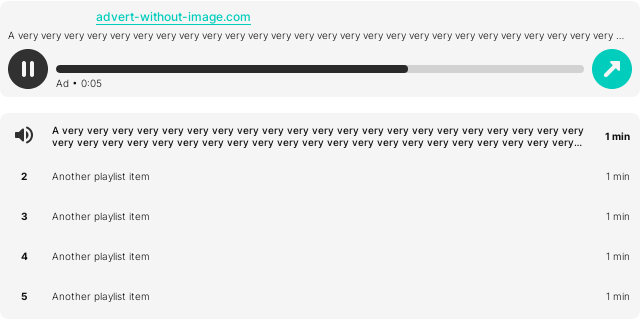 advert-without-image.com
A very very very very very very very very very very very very very very very very very very very very very very very very very very ...
Ad • 0:05
A very very very very very very very very very very very very very very very very very very very very very
very very very very very very very very very very very very very very very very very very very very very...
1 min
2 Another playlist item 1 min
3 Another playlist item 1 min
4 Another playlist item 1 min
5 Another playlist item 1 min